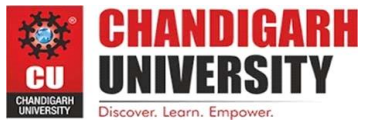 ®
CU
CHANDIGARH
UNIVERSITY
CHANDIGARH
UNIVERSITY
Discover. Learn. Empower.